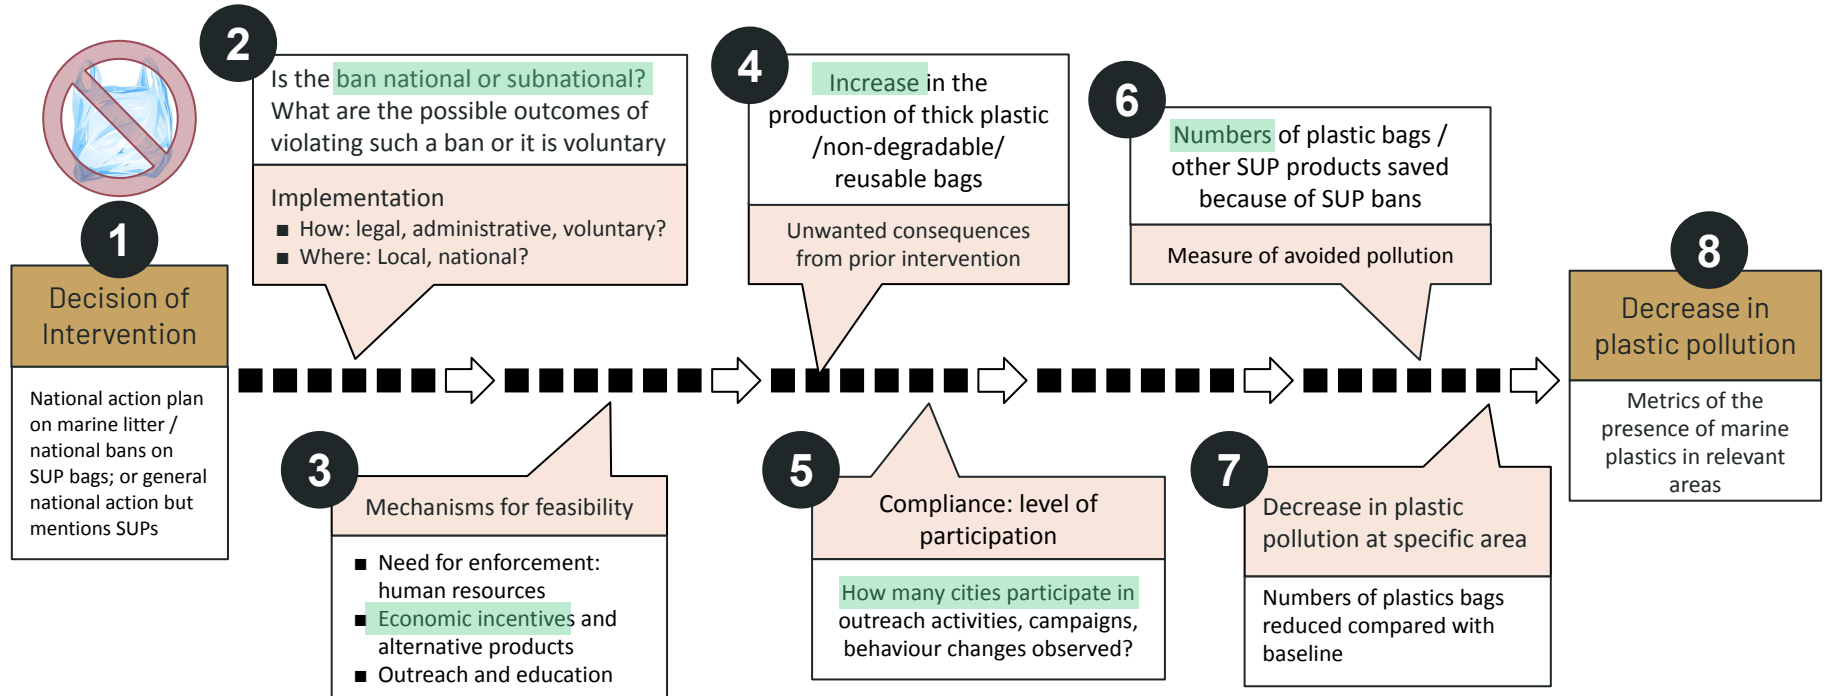 1
Decision of
Intervention
National action plan
on marine litter /
national bans on
SUP bags; or general
national action but
mentions SUPs
2
Is the ban national or subnational?
What are the possible outcomes of
violating such a ban or it is voluntary
Implementation
■ How: legal, administrative, voluntary?
■ Where: Local, national?
3
Mechanisms for feasibility
■ Need for enforcement:
human resources
■ Economic incentives and
alternative products
■ Outreach and education
4
Increase in the
production of thick plastic
/non-degradable/
reusable bags
Unwanted consequences
from prior intervention
5
Compliance: level of
participation
How many cities participate in
outreach activities, campaigns,
behaviour changes observed?
6
Numbers of plastic bags /
other SUP products saved
because of SUP bans
Measure of avoided pollution
7
Decrease in plastic
pollution at specific area
Numbers of plastics bags
reduced compared with
baseline
8
Decrease in
plastic pollution
Metrics of the
presence of marine
plastics in relevant
areas